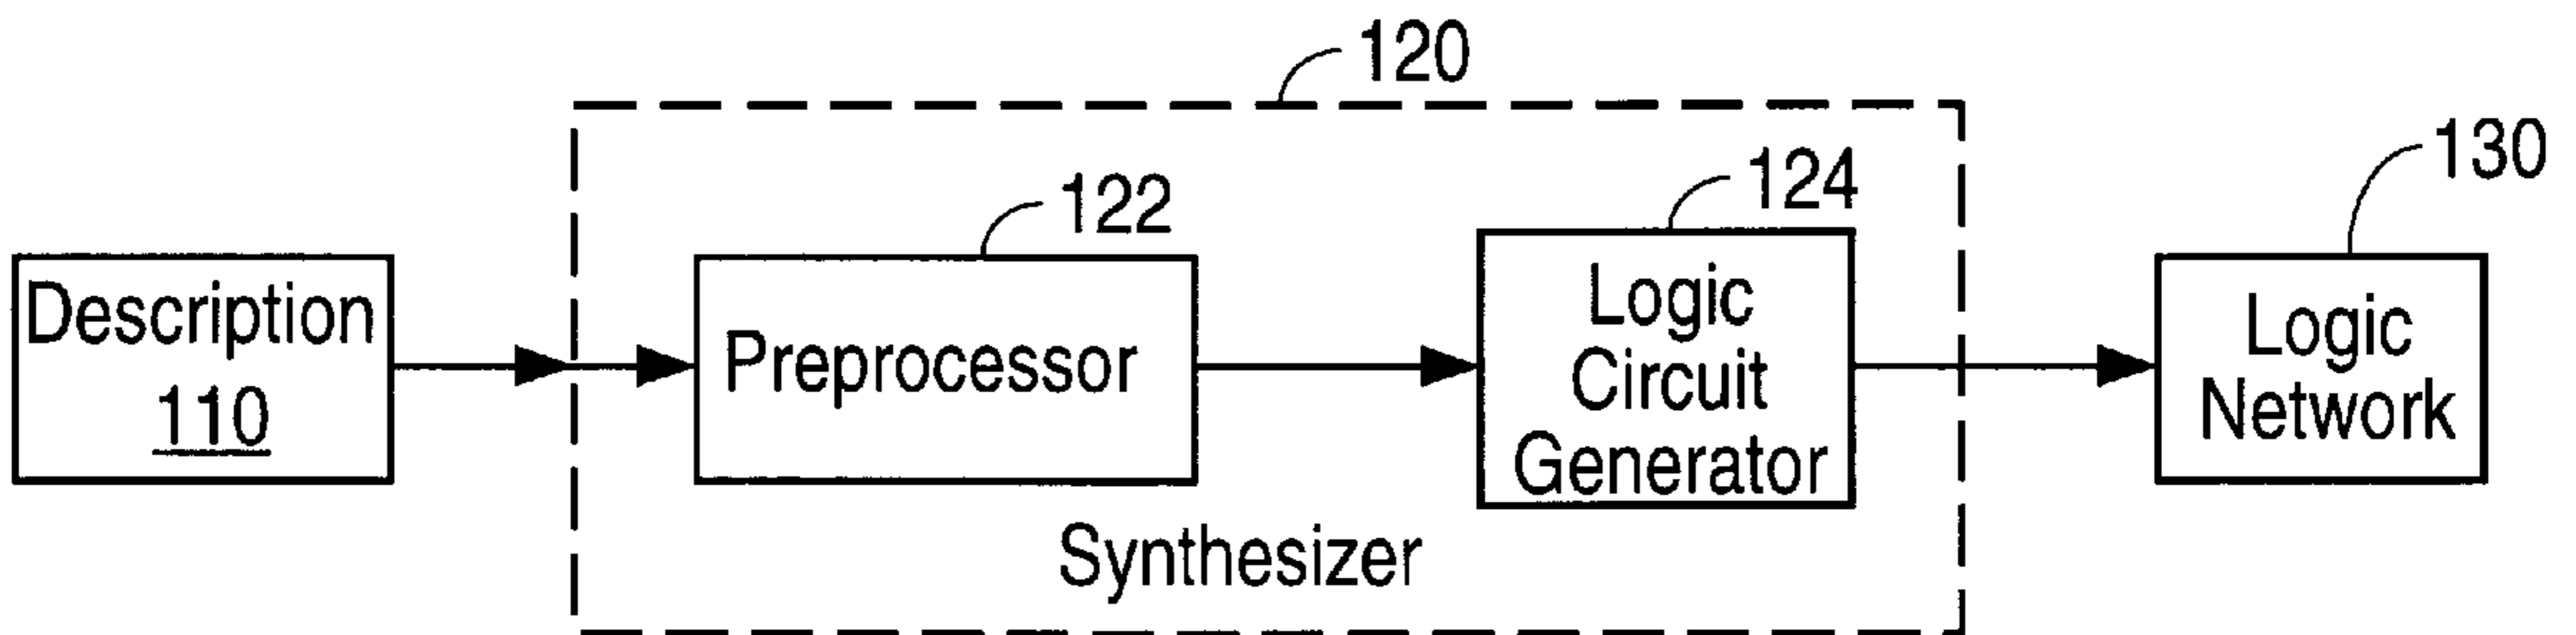 120
130
124
122
Description
110
Preprocessor
Logic
Circuit
Generator
Logic
Network
Synthesizer